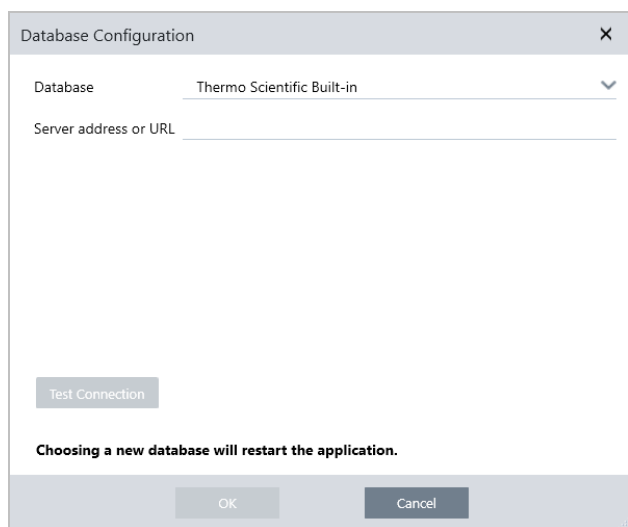 Database Configuration
Database Thermo Scientific Built-in
Server address or URL
Test Connection
Choosing a new database will restart the application.
OK Cancel